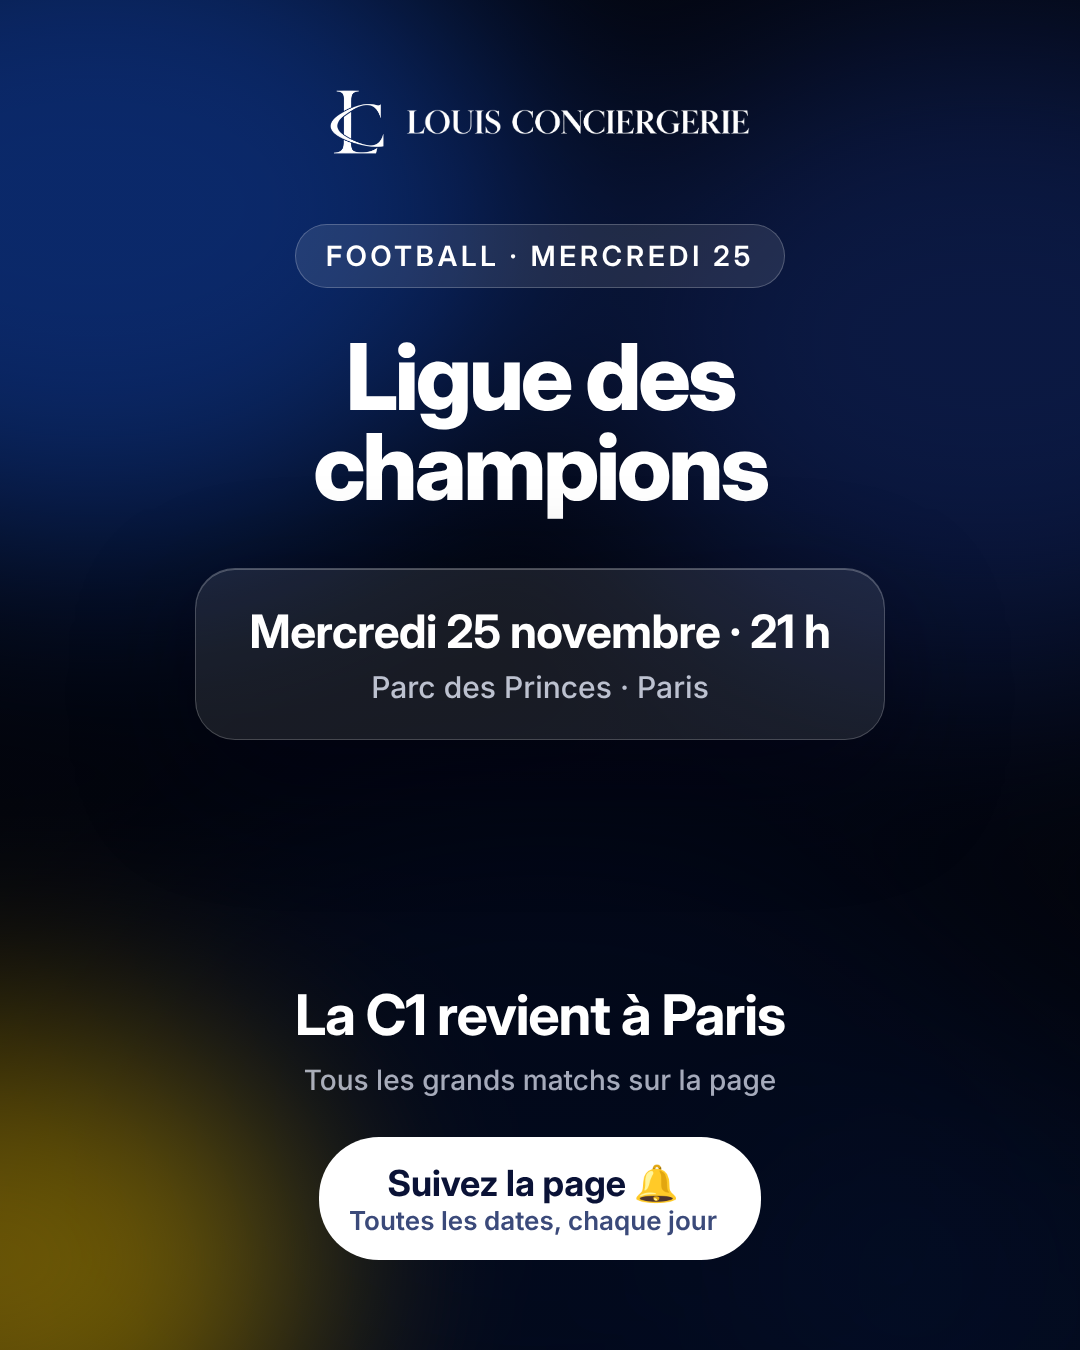 LOUIS CONCIERGERIE
FOOTBALL · MERCREDI 25
Ligue des
champions
Mercredi 25 novembre · 21 h
Parc des Princes · Paris
La C1 revient à Paris
Tous les grands matchs sur la page
Suivez la page 🔔
Toutes les dates, chaque jour